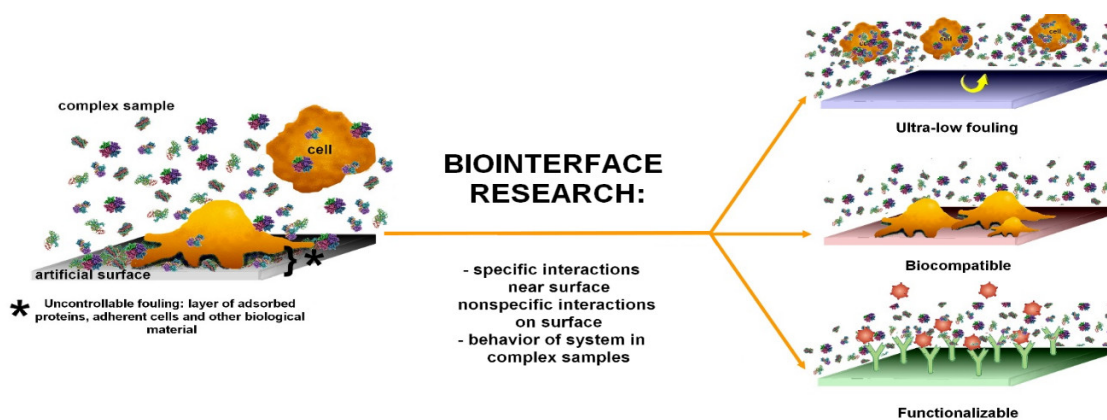 complex sample
cell
artificial surface
*
* Uncontrollable fouling: layer of adsorbed
proteins, adherent cells and other biological
material
BIOINTERFACE
RESEARCH:
- specific interactions
near surface
nonspecific interactions
on surface
- behavior of system in
complex samples
cell
cell
cell
Ultra-low fouling
Biocompatible
Functionalizable